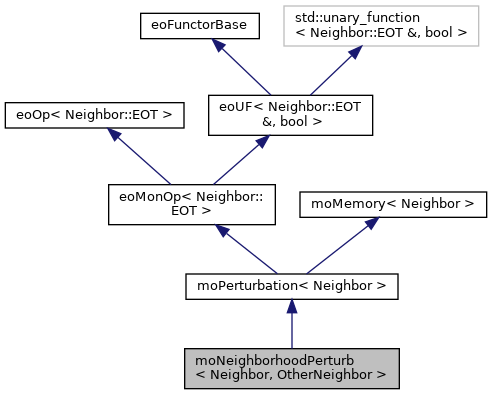 eoFunctorBase
std::unary_function
< Neighbor::EOT &, bool >
eoOp< Neighbor::EOT >
eoUF< Neighbor::EOT
&, bool >
eoMonOp< Neighbor::
EOT >
moMemory< Neighbor >
moPerturbation< Neighbor >
moNeighborhoodPerturb
< Neighbor, OtherNeighbor >